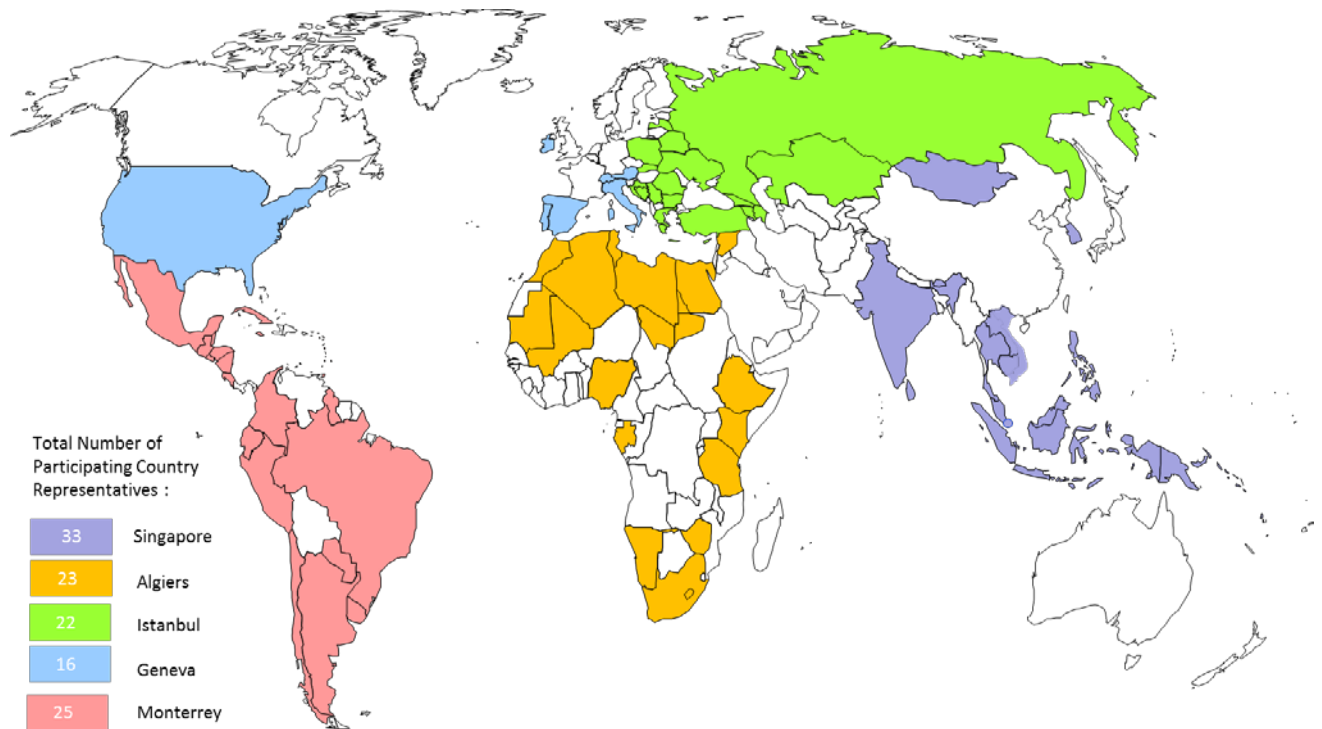 Total Number of
Participating Country
Representatives :
33 Singapore
23 Algiers
22 Istanbul
16 Geneva
25 Monterrey